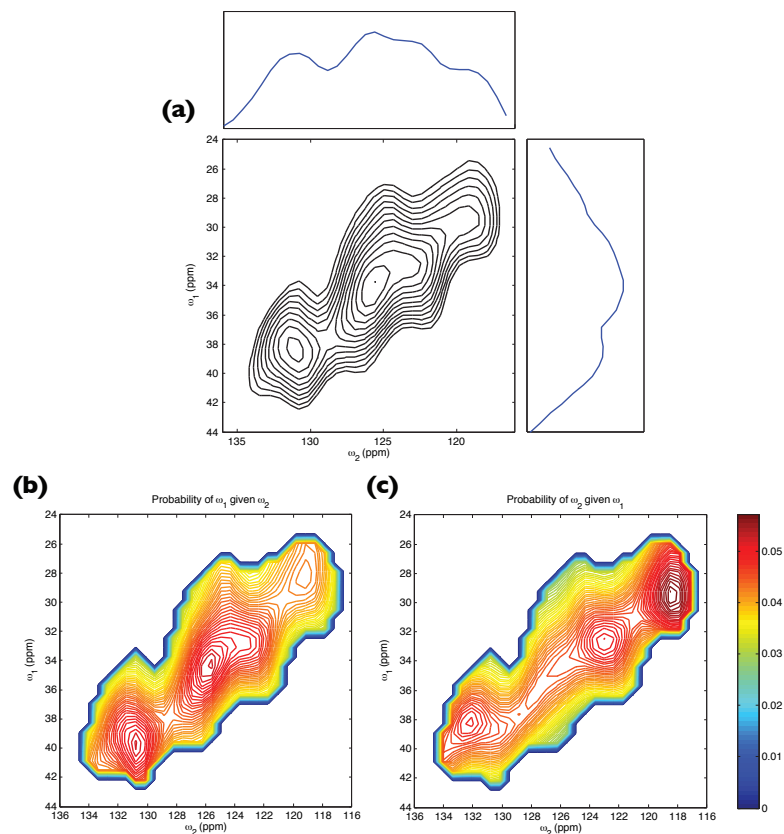 (a)
24
26
28
30
32
34
36
38
40
42
44
ω1 (ppm)
135 130 125 120
ω2 (ppm)
(b)
Probability of ω1 given ω2
24
26
28
30
32
34
36
38
40
42
44
ω1 (ppm)
136 134 132 130 128 126 124 122 120 118 116
ω2 (ppm)
(c)
Probability of ω2 given ω1
24
26
28
30
32
34
36
38
40
42
44
ω1 (ppm)
136 134 132 130 128 126 124 122 120 118 116
ω2 (ppm)
0.05
0.04
0.03
0.02
0.01
0